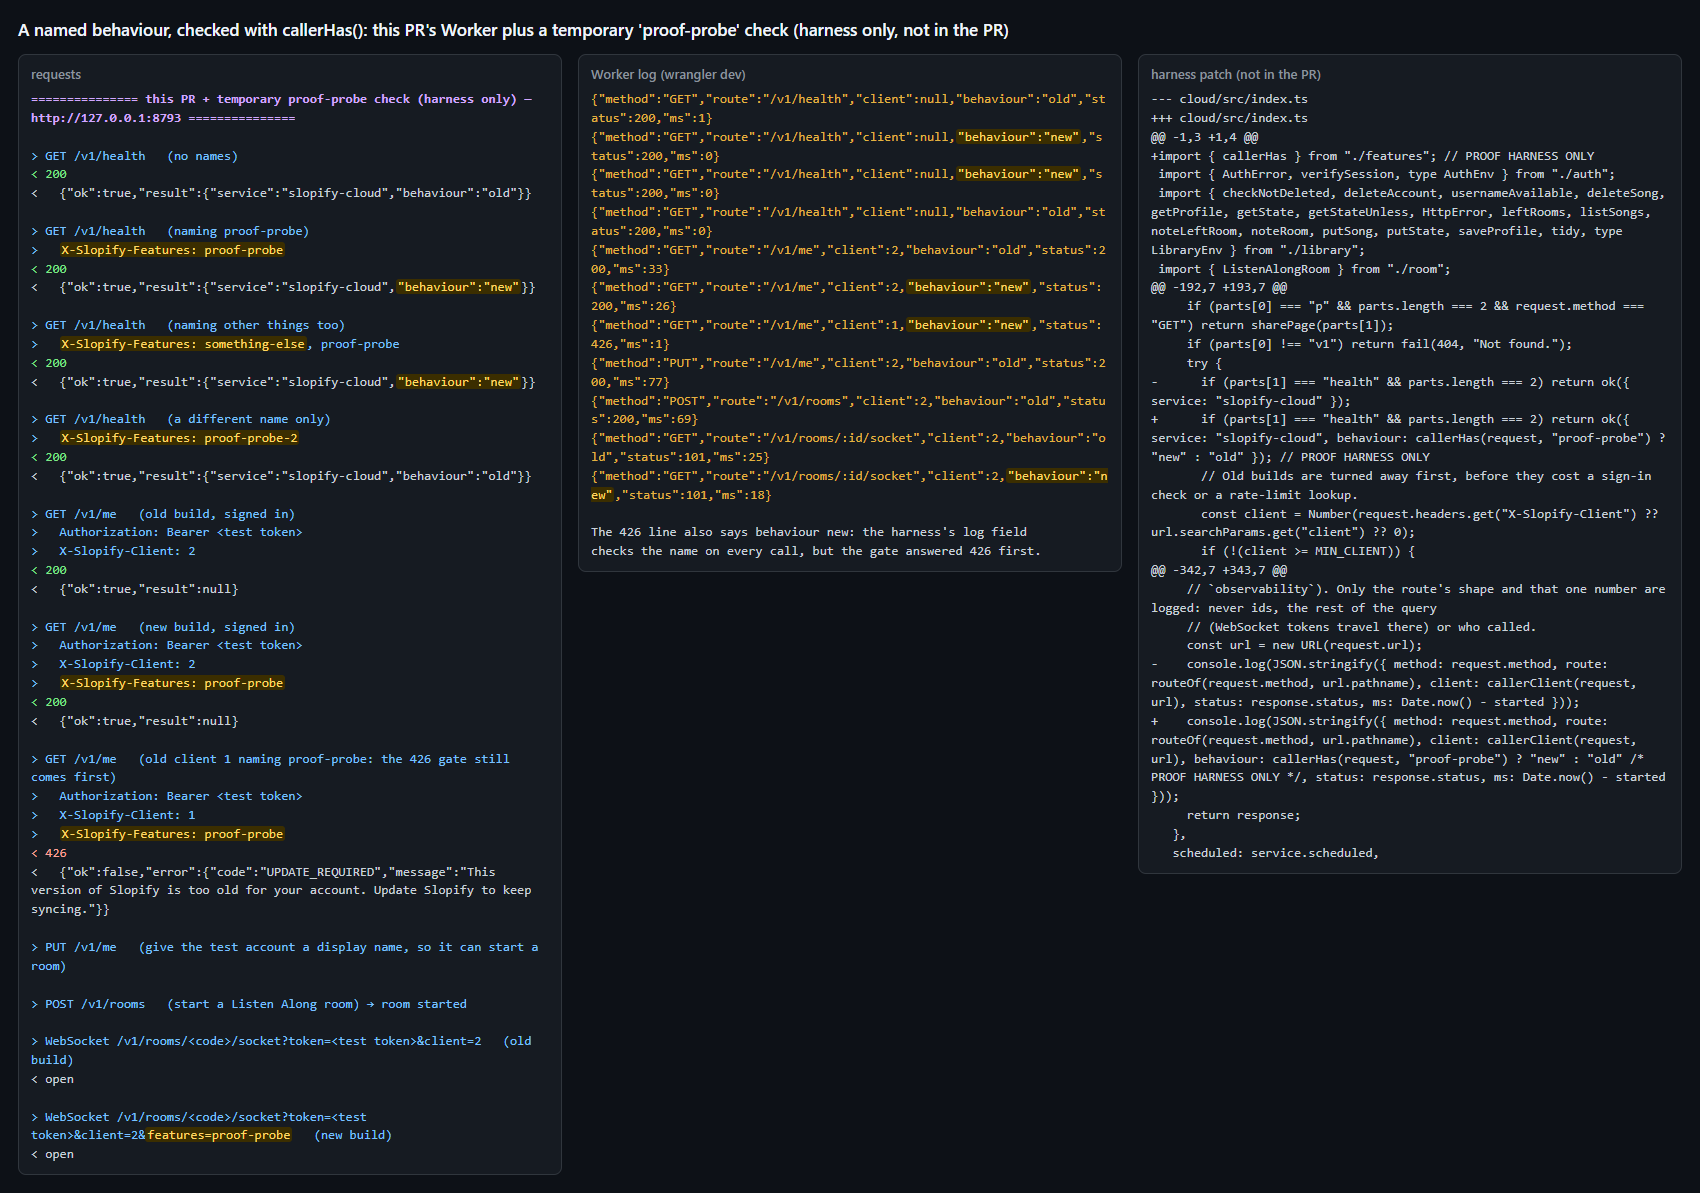 A named behaviour, checked with callerHas(): this PR's Worker plus a temporary 'proof-probe' check (harness only, not in the PR)
requests
=============== this PR + temporary proof-probe check (harness only) —
http://127.0.0.1:8793 ===============
> GET /v1/health   (no names)
< 200
<   {"ok":true,"result":{"service":"slopify-cloud","behaviour":"old"}}
> GET /v1/health   (naming proof-probe)
>   X-Slopify-Features: proof-probe
< 200
<   {"ok":true,"result":{"service":"slopify-cloud","behaviour":"new"}}
> GET /v1/health   (naming other things too)
>   X-Slopify-Features: something-else, proof-probe
< 200
<   {"ok":true,"result":{"service":"slopify-cloud","behaviour":"new"}}
> GET /v1/health   (a different name only)
>   X-Slopify-Features: proof-probe-2
< 200
<   {"ok":true,"result":{"service":"slopify-cloud","behaviour":"old"}}
> GET /v1/me   (old build, signed in)
>   Authorization: Bearer <test token>
>   X-Slopify-Client: 2
< 200
<   {"ok":true,"result":null}
> GET /v1/me   (new build, signed in)
>   Authorization: Bearer <test token>
>   X-Slopify-Client: 2
>   X-Slopify-Features: proof-probe
< 200
<   {"ok":true,"result":null}
> GET /v1/me   (old client 1 naming proof-probe: the 426 gate still
comes first)
>   Authorization: Bearer <test token>
>   X-Slopify-Client: 1
>   X-Slopify-Features: proof-probe
< 426
<   {"ok":false,"error":{"code":"UPDATE_REQUIRED","message":"This
version of Slopify is too old for your account. Update Slopify to keep
syncing."}}
> PUT /v1/me   (give the test account a display name, so it can start a
room)
> POST /v1/rooms   (start a Listen Along room) → room started
> WebSocket /v1/rooms/<code>/socket?token=<test token>&client=2   (old
build)
< open
> WebSocket /v1/rooms/<code>/socket?token=<test
token>&client=2&features=proof-probe   (new build)
< open
Worker log (wrangler dev)
{"method":"GET","route":"/v1/health","client":null,"behaviour":"old","st
atus":200,"ms":1}
{"method":"GET","route":"/v1/health","client":null,"behaviour":"new","s
tatus":200,"ms":0}
{"method":"GET","route":"/v1/health","client":null,"behaviour":"new","s
tatus":200,"ms":0}
{"method":"GET","route":"/v1/health","client":null,"behaviour":"old","st
atus":200,"ms":0}
{"method":"GET","route":"/v1/me","client":2,"behaviour":"old","status":2
00,"ms":33}
{"method":"GET","route":"/v1/me","client":2,"behaviour":"new","status":
200,"ms":26}
{"method":"GET","route":"/v1/me","client":1,"behaviour":"new","status":
426,"ms":1}
{"method":"PUT","route":"/v1/me","client":2,"behaviour":"old","status":2
00,"ms":77}
{"method":"POST","route":"/v1/rooms","client":2,"behaviour":"old","statu
s":200,"ms":69}
{"method":"GET","route":"/v1/rooms/:id/socket","client":2,"behaviour":"o
ld","status":101,"ms":25}
{"method":"GET","route":"/v1/rooms/:id/socket","client":2,"behaviour":"n
ew","status":101,"ms":18}
The 426 line also says behaviour new: the harness's log field
checks the name on every call, but the gate answered 426 first.
harness patch (not in the PR)
--- cloud/src/index.ts
+++ cloud/src/index.ts
@@ -1,3 +1,4 @@
+import { callerHas } from "./features"; // PROOF HARNESS ONLY
 import { AuthError, verifySession, type AuthEnv } from "./auth";
 import { checkNotDeleted, deleteAccount, usernameAvailable, deleteSong,
getProfile, getState, getStateUnless, HttpError, leftRooms, listSongs,
noteLeftRoom, noteRoom, putSong, putState, saveProfile, tidy, type
LibraryEnv } from "./library";
 import { ListenAlongRoom } from "./room";
@@ -192,7 +193,7 @@
     if (parts[0] === "p" && parts.length === 2 && request.method ===
"GET") return sharePage(parts[1]);
     if (parts[0] !== "v1") return fail(404, "Not found.");
     try {
-      if (parts[1] === "health" && parts.length === 2) return ok({
service: "slopify-cloud" });
+      if (parts[1] === "health" && parts.length === 2) return ok({
service: "slopify-cloud", behaviour: callerHas(request, "proof-probe") ?
"new" : "old" }); // PROOF HARNESS ONLY
       // Old builds are turned away first, before they cost a sign-in
check or a rate-limit lookup.
       const client = Number(request.headers.get("X-Slopify-Client") ??
url.searchParams.get("client") ?? 0);
       if (!(client >= MIN_CLIENT)) {
@@ -342,7 +343,7 @@
     // `observability`). Only the route's shape and that one number are
logged: never ids, the rest of the query
     // (WebSocket tokens travel there) or who called.
     const url = new URL(request.url);
-    console.log(JSON.stringify({ method: request.method, route:
routeOf(request.method, url.pathname), client: callerClient(request,
url), status: response.status, ms: Date.now() - started }));
+    console.log(JSON.stringify({ method: request.method, route:
routeOf(request.method, url.pathname), client: callerClient(request,
url), behaviour: callerHas(request, "proof-probe") ? "new" : "old" /*
PROOF HARNESS ONLY */, status: response.status, ms: Date.now() - started
}));
     return response;
   },
   scheduled: service.scheduled,